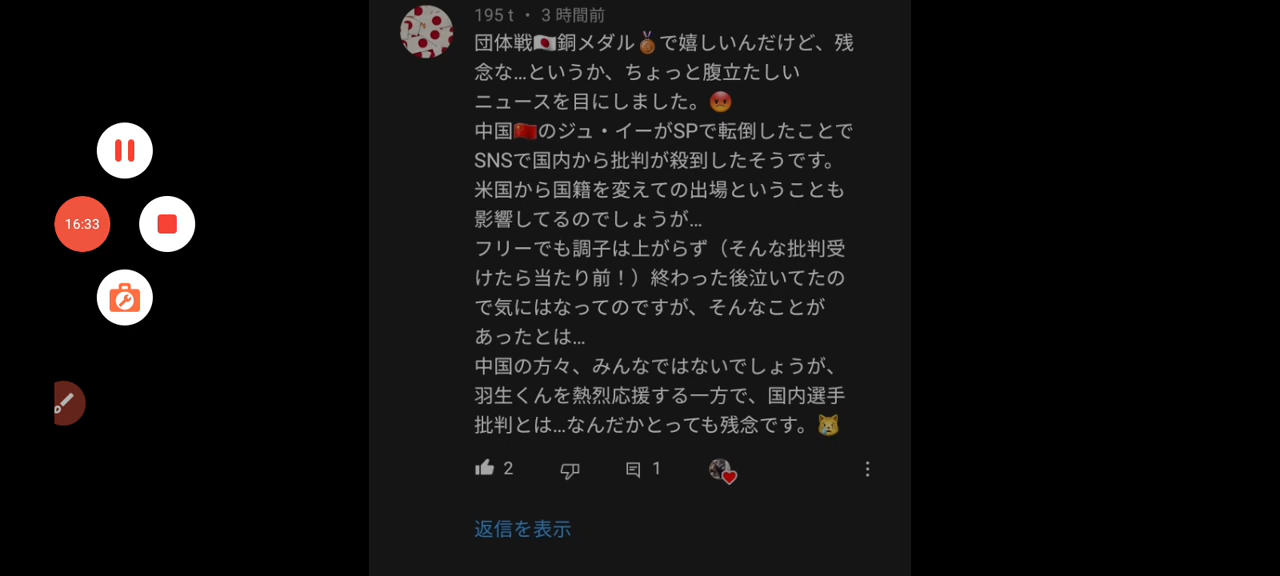 195 t ・ 3 時間前
団体戦🇯🇵銅メダル🥉で嬉しいんだけど、残
念な…というか、ちょっと腹立たしい
ニュースを目にしました。😡
中国🇨🇳のジュ・イーがSPで転倒したことで
SNSで国内から批判が殺到したそうです。
米国から国籍を変えての出場ということも
影響してるのでしょうが…
フリーでも調子は上がらず（そんな批判受
けたら当たり前！）終わった後泣いてたの
で気にはなってのですが、そんなことが
あったとは…
中国の方々、みんなではないでしょうが、
羽生くんを熱烈応援する一方で、国内選手
批判とは…なんだかとっても残念です。😿
2
1
返信を表示
16:33